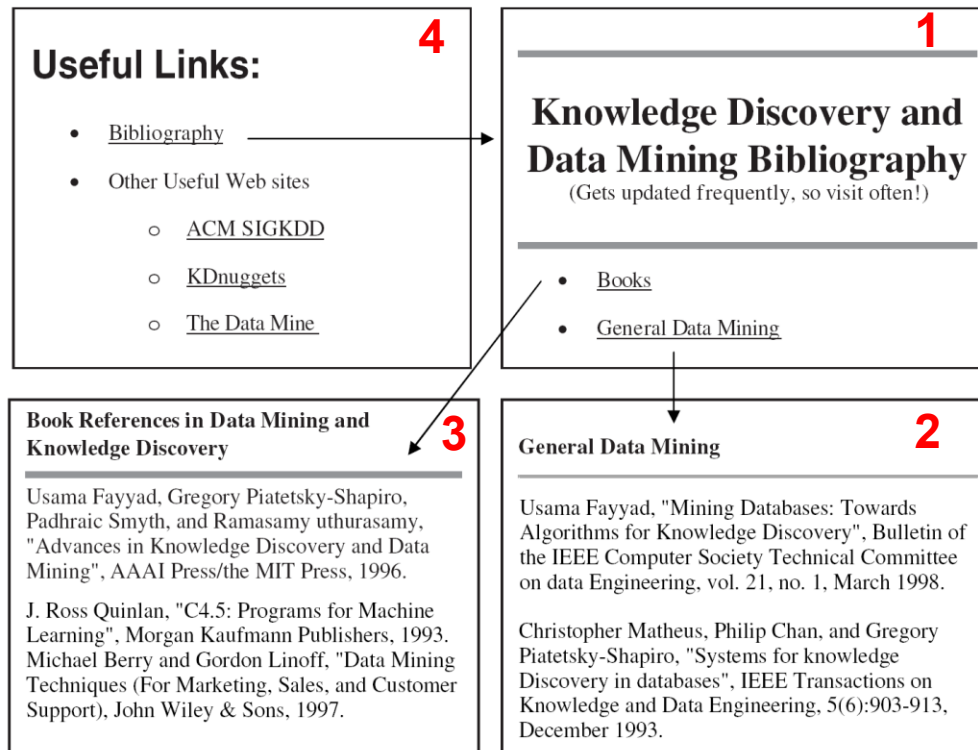 4
Useful Links:
• Bibliography
• Other Useful Web sites
o ACM SIGKDD
o KDnuggets
o The Data Mine
1
Knowledge Discovery and
Data Mining Bibliography
(Gets updated frequently, so visit often!)
• Books
• General Data Mining
Book References in Data Mining and
Knowledge Discovery
3
Usama Fayyad, Gregory Piatetsky-Shapiro,
Padhraic Smyth, and Ramasamy uthurasamy,
"Advances in Knowledge Discovery and Data
Mining", AAAI Press/the MIT Press, 1996.
J. Ross Quinlan, "C4.5: Programs for Machine
Learning", Morgan Kaufmann Publishers, 1993.
Michael Berry and Gordon Linoff, "Data Mining
Techniques (For Marketing, Sales, and Customer
Support), John Wiley & Sons, 1997.
2
General Data Mining
Usama Fayyad, "Mining Databases: Towards
Algorithms for Knowledge Discovery", Bulletin of
the IEEE Computer Society Technical Committee
on data Engineering, vol. 21, no. 1, March 1998.
Christopher Matheus, Philip Chan, and Gregory
Piatetsky-Shapiro, "Systems for knowledge
Discovery in databases", IEEE Transactions on
Knowledge and Data Engineering, 5(6):903-913,
December 1993.